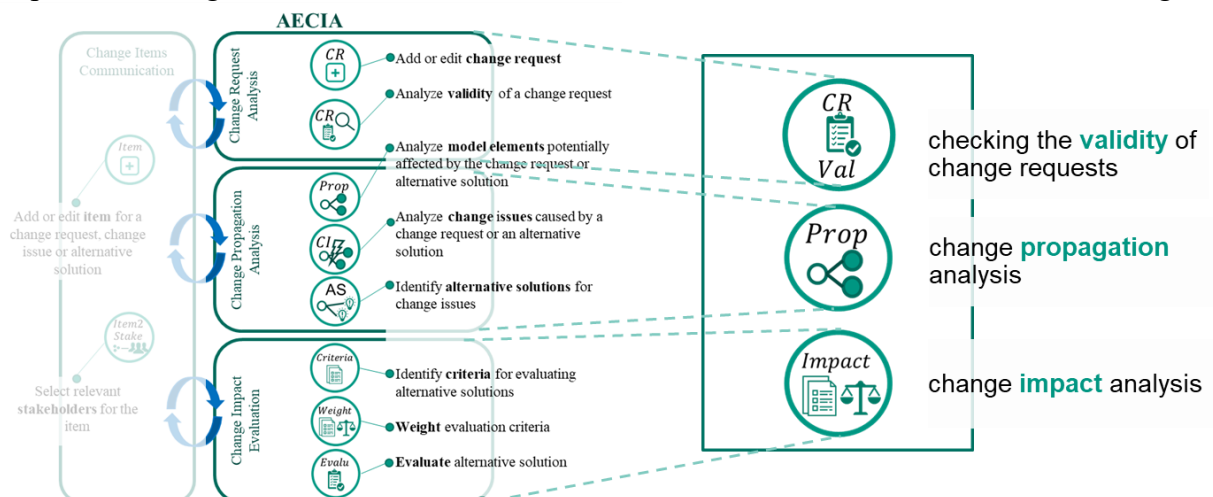 AECIA
Change Items
Communication
Item
Add or edit item for a
change request, change
issue or alternative
solution
Item2
Stake
Select relevant
stakeholders for the
item
Change Request
Analysis
CR
Add or edit change request
CR
Analyze validity of a change request
Change Propagation
Analysis
Prop
Analyze model elements potentially
affected by the change request or
alternative solution
CI
Analyze change issues caused by a
change request or an alternative
solution
AS
Identify alternative solutions for
change issues
Change Impact
Evaluation
Criteria
Identify criteria for evaluating
alternative solutions
Weight
Weight evaluation criteria
Evalu
Evaluate alternative solution
CR
Val
checking the validity of
change requests
Prop
change propagation
analysis
Impact
change impact analysis